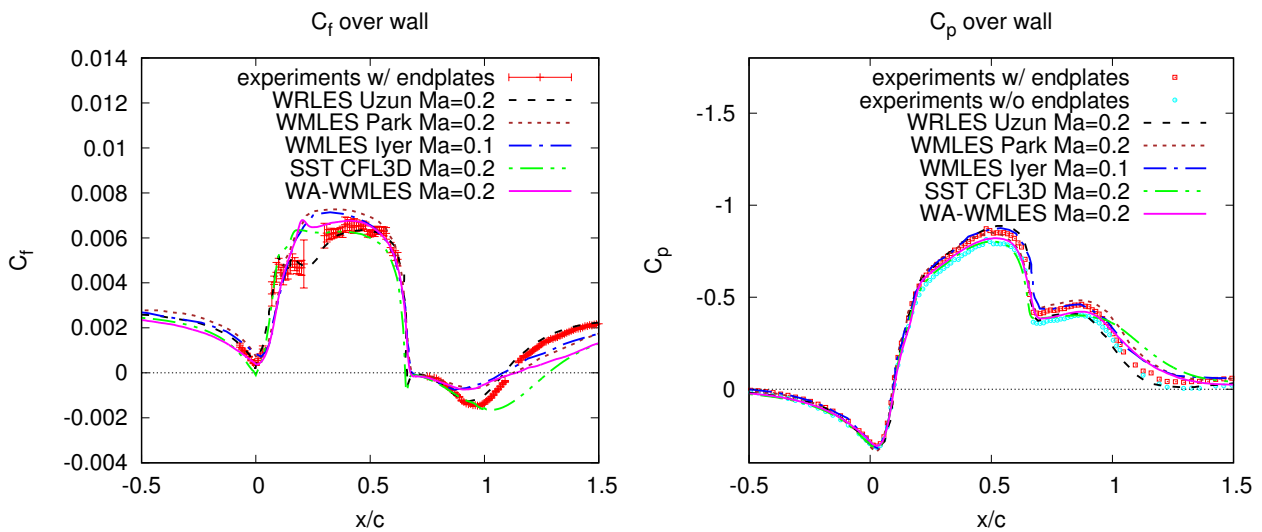 C_f over wall
0.014
0.012
0.01
0.008
0.006
0.004
0.002
0
-0.002
-0.004
C_f
experiments w/ endplates
WRLES Uzun Ma=0.2
WMLES Park Ma=0.2
WMLES Iyer Ma=0.1
SST CFL3D Ma=0.2
WA-WMLES Ma=0.2
-0.5
0
0.5
1
1.5
x/c
C_p over wall
-1.5
-1
-0.5
0
C_p
experiments w/ endplates
experiments w/o endplates
WRLES Uzun Ma=0.2
WMLES Park Ma=0.2
WMLES Iyer Ma=0.1
SST CFL3D Ma=0.2
WA-WMLES Ma=0.2
-0.5
0
0.5
1
1.5
x/c